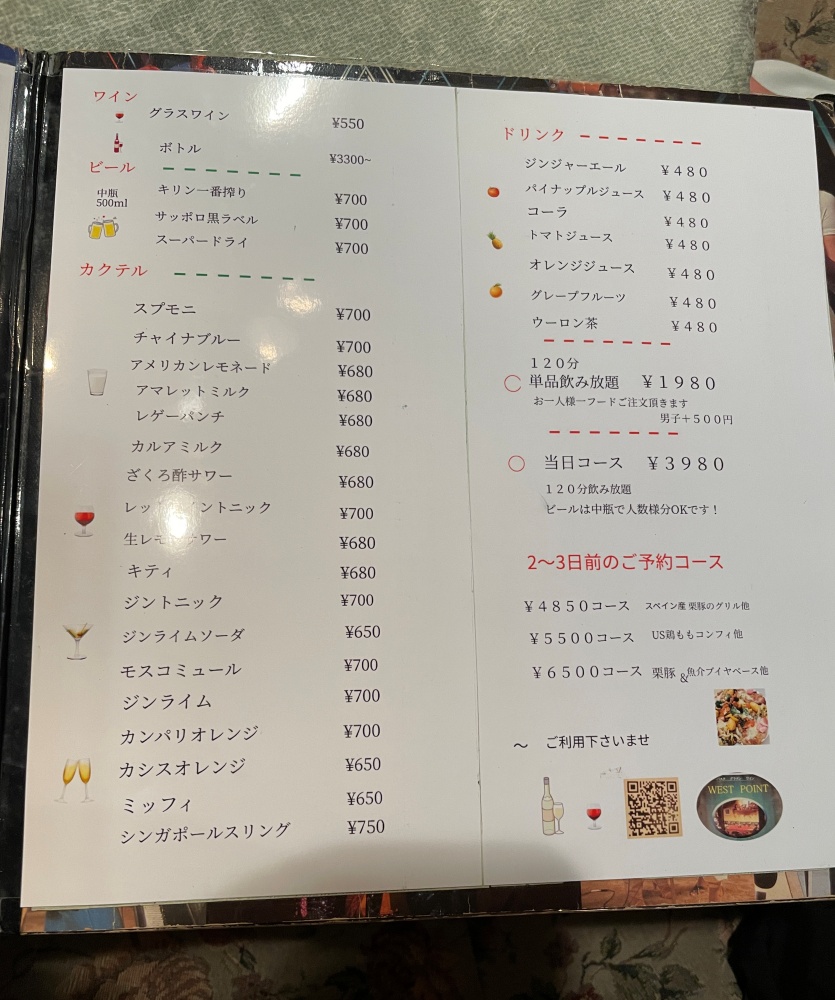 ワイン
グラスワイン ¥550
ボトル ¥3300~
ビール
中瓶
500ml
キリン一番搾り ¥700
サッポロ黒ラベル ¥700
スーパードライ ¥700
カクテル
スプモニ ¥700
チャイナブルー ¥700
アメリカンレモネード ¥680
アマレットミルク ¥680
レゲーパンチ ¥680
カルアミルク ¥680
ざくろ酢サワー ¥680
レッド イントニック ¥700
生レモ サワー ¥680
キティ ¥680
ジントニック ¥700
ジンライムソーダ ¥650
モスコミュール ¥700
ジンライム ¥700
カンパリオレンジ ¥700
カシスオレンジ ¥650
ミッフィ ¥650
シンガポールスリング ¥750
ドリンク
ジンジャーエール ￥４８０
パイナップルジュース ￥４８０
コーラ ￥４８０
トマトジュース ￥４８０
オレンジジュース ￥４８０
グレープフルーツ ￥４８０
ウーロン茶 ￥４８０
１２０分
単品飲み放題 ￥１９８０
お一人様一フードご注文頂きます
男子＋５００円
当日コース ￥３９８０
１２０分飲み放題
ビールは中瓶で人数様分OKです！
2〜3日前のご予約コース
￥４８５０コース スペイン産 栗豚のグリル他
￥５５００コース US鶏ももコンフィ他
￥６５００コース 栗豚 &魚介ブイヤベース他
〜 ご利用下さいませ
WEST POINT